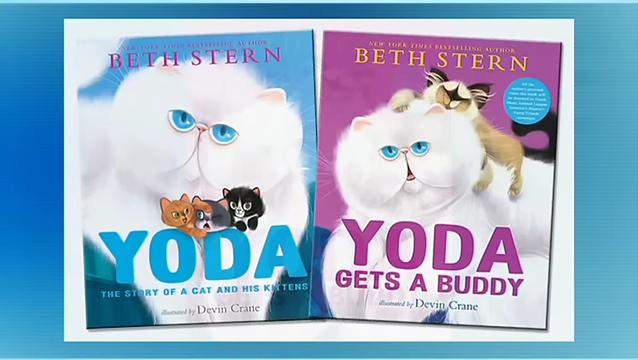 NEW YORK TIMES BESTSELLING AUTHOR
BETH STERN
YODA
THE STORY OF A CAT AND HIS KITTENS
illustrated by Devin Crane
NEW YORK TIMES BESTSELLING AUTHOR
BETH STERN
YODA
GETS A BUDDY
illustrated by Devin Crane